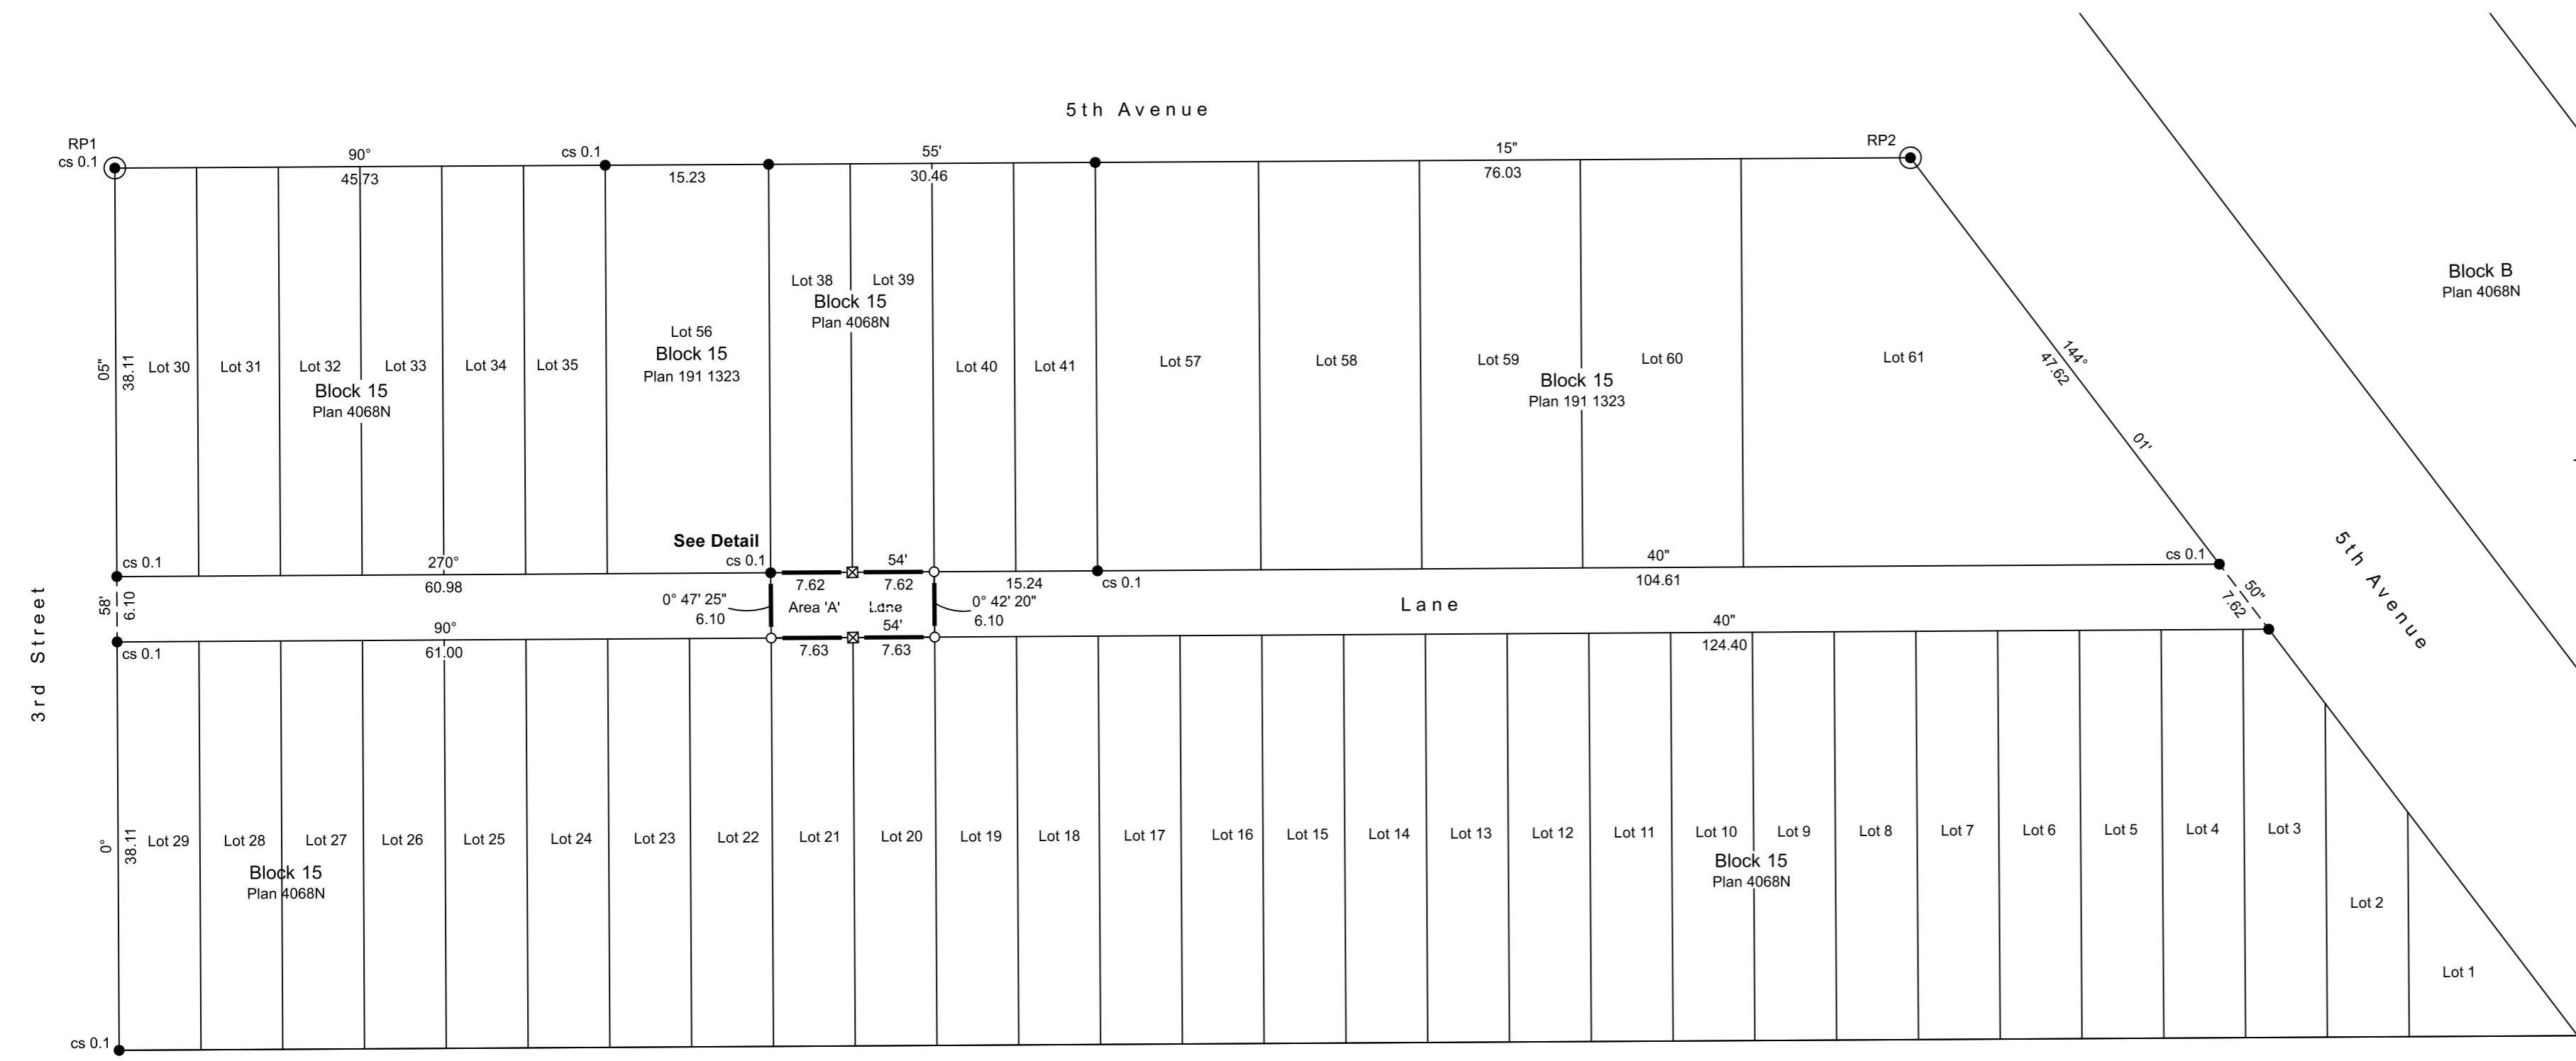 5th Avenue
RP1
cs 0.1
90°
45.73
cs 0.1
15.23
55'
30.46
15"
76.03
RP2
Block B
Plan 4068N
05"
38.11
Lot 30
Lot 31
Lot 32
Lot 33
Lot 34
Lot 35
Block 15
Plan 4068N
Lot 56
Block 15
Plan 191 1323
Lot 38
Lot 39
Block 15
Plan 4068N
Lot 40
Lot 41
Lot 57
Lot 58
Lot 59
Lot 60
Block 15
Plan 191 1323
Lot 61
144°
47.62
01'
5th Avenue
See Detail
cs 0.1
cs 0.1
270°
60.98
54'
7.62
7.62
15.24
cs 0.1
40"
104.61
cs 0.1
50"
7.62
3rd Street
58'
6.10
0° 47' 25"
6.10
Area 'A'
Lane
0° 42' 20"
6.10
Lane
cs 0.1
90°
61.00
54'
7.63
7.63
40"
124.40
0°
38.11
Lot 29
Lot 28
Lot 27
Lot 26
Lot 25
Lot 24
Lot 23
Lot 22
Lot 21
Lot 20
Lot 19
Lot 18
Lot 17
Lot 16
Lot 15
Lot 14
Lot 13
Lot 12
Lot 11
Lot 10
Lot 9
Lot 8
Lot 7
Lot 6
Lot 5
Lot 4
Lot 3
Block 15
Plan 4068N
Block 15
Plan 4068N
Lot 2
Lot 1
cs 0.1